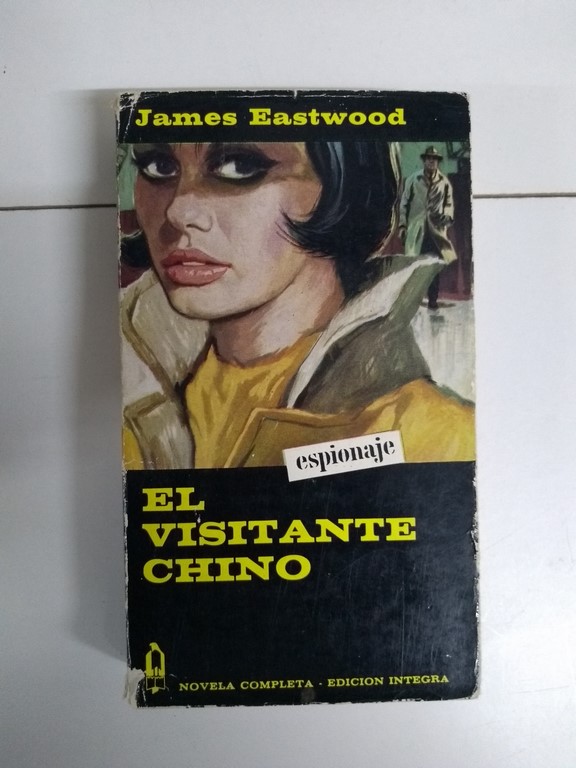 James Eastwood
espionaje
EL
VISITANTE
CHINO
NOVELA COMPLETA - EDICION INTEGRA